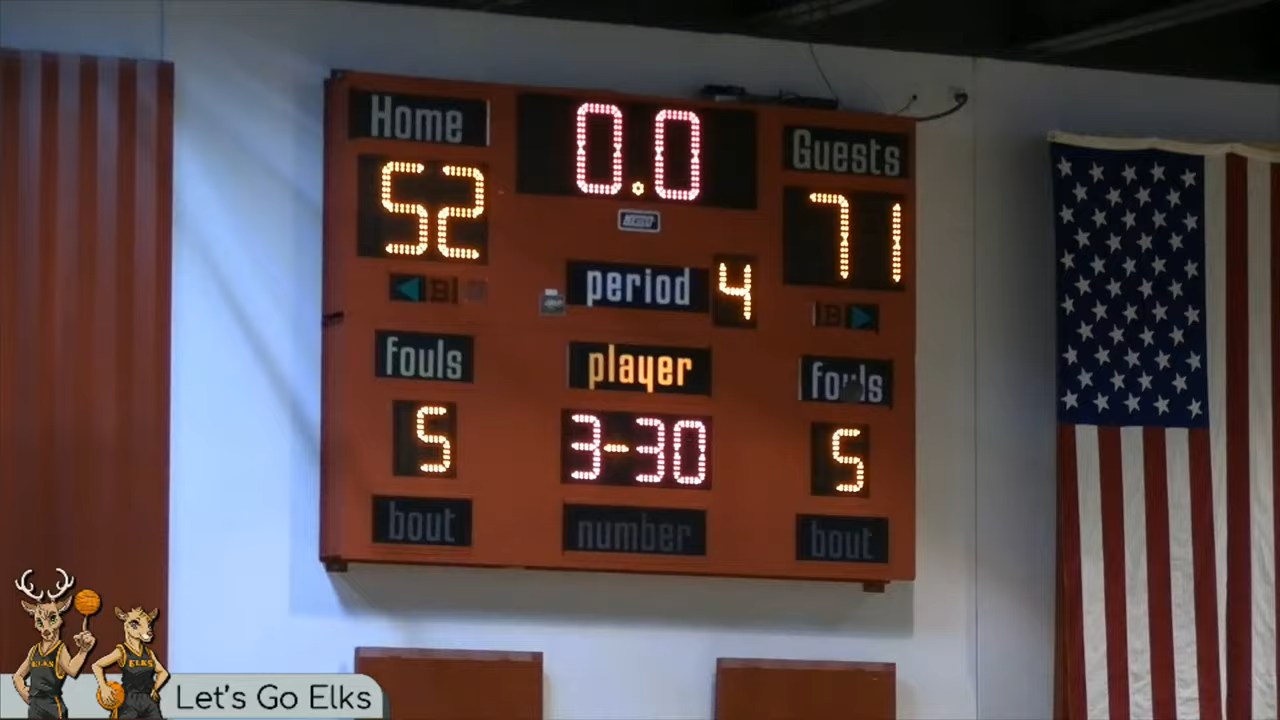 Home 0.0 Guests
52 71
period 4
B B
fouls player fouls
5 3-30 5
bout number bout
ELKS ELKS
Let's Go Elks